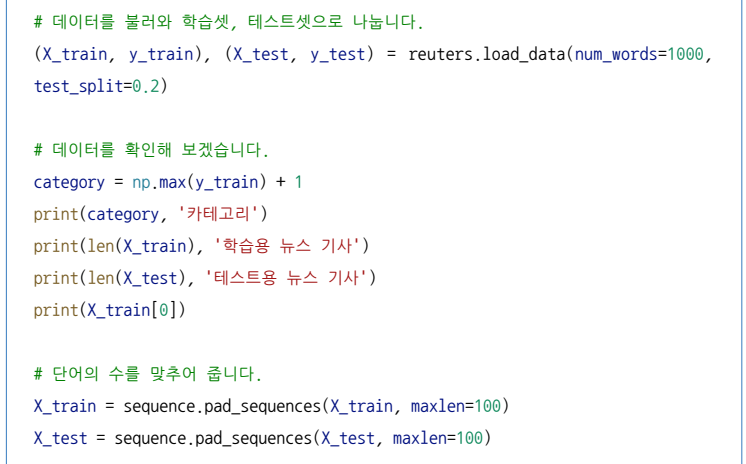 # 데이터를 불러와 학습셋, 테스트셋으로 나눕니다.
(X_train, y_train), (X_test, y_test) = reuters.load_data(num_words=1000,
test_split=0.2)
# 데이터를 확인해 보겠습니다.
category = np.max(y_train) + 1
print(category, '카테고리')
print(len(X_train), '학습용 뉴스 기사')
print(len(X_test), '테스트용 뉴스 기사')
print(X_train[0])
# 단어의 수를 맞추어 줍니다.
X_train = sequence.pad_sequences(X_train, maxlen=100)
X_test = sequence.pad_sequences(X_test, maxlen=100)